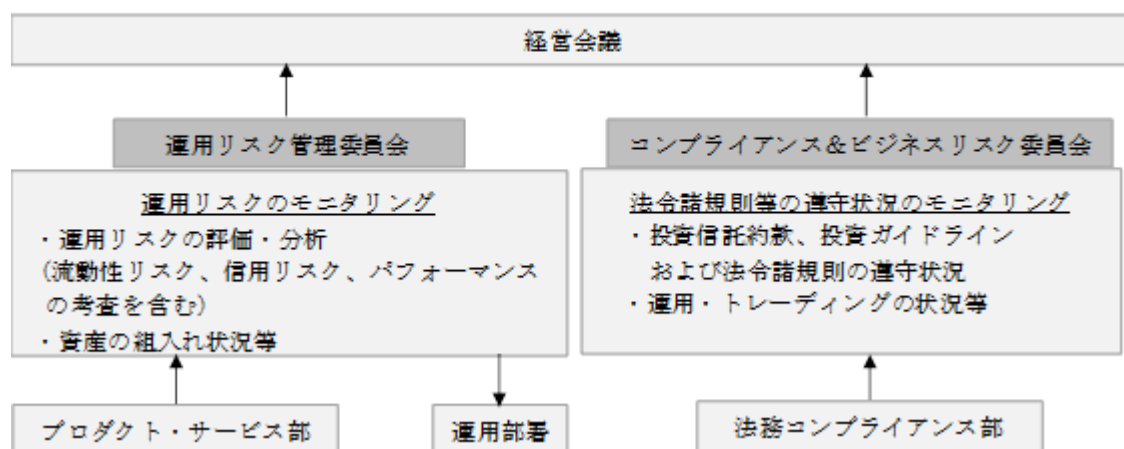 経営会議
運用リスク管理委員会
運用リスクのモニタリング
・運用リスクの評価・分析
(流動性リスク、信用リスク、パフォーマンス
の考査を含む)
・資産の組入れ状況等
プロダクト・サービス部
運用部署
コンプライアンス＆ビジネスリスク委員会
法令諸規則等の遵守状況のモニタリング
・投資信託約款、投資ガイドライン
および法令諸規則の遵守状況
・運用・トレーディングの状況等
法務コンプライアンス部